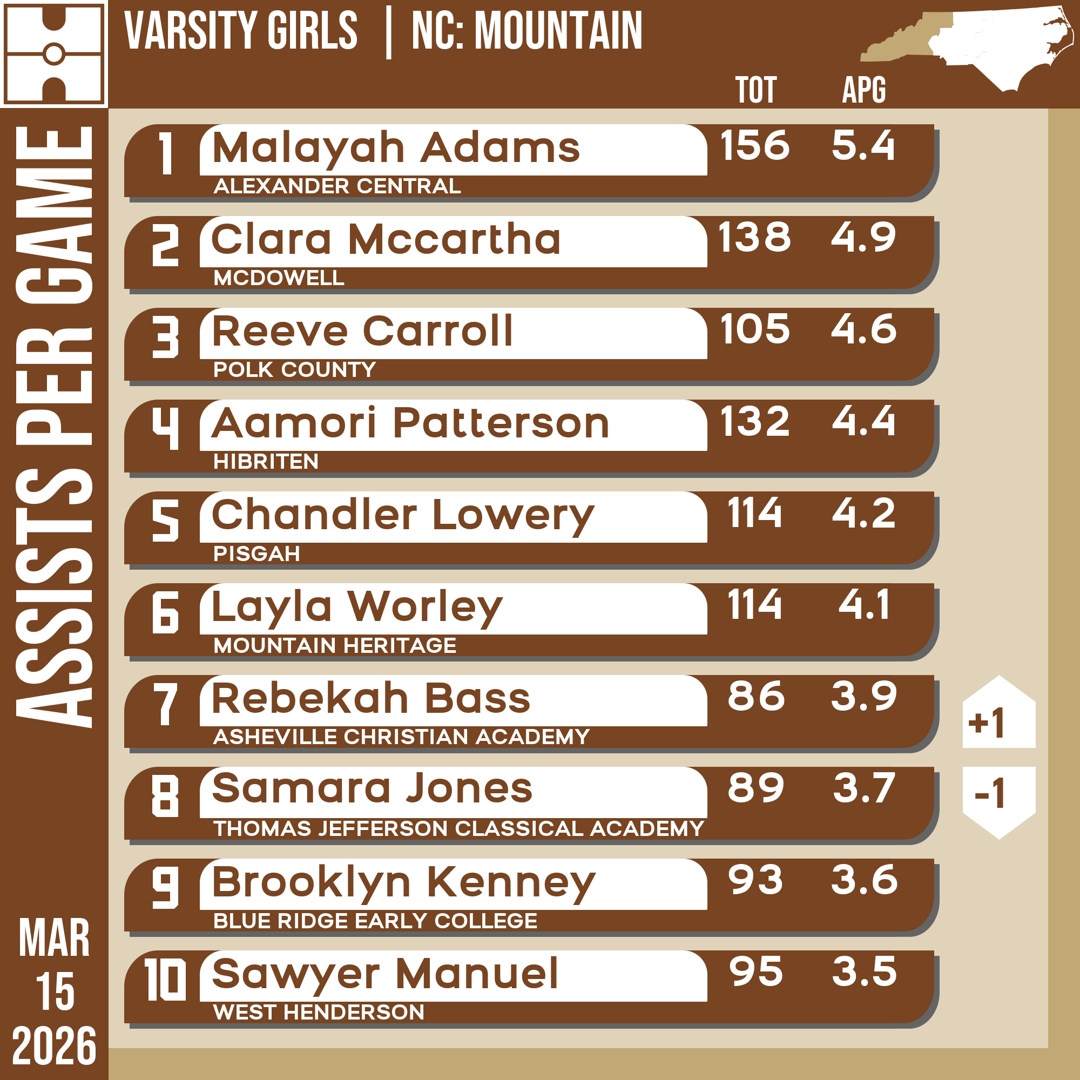 VARSITY GIRLS | NC: MOUNTAIN
TOT APG
ASSISTS PER GAME
1 Malayah Adams 156 5.4
ALEXANDER CENTRAL
2 Clara Mccartha 138 4.9
MCDOWELL
3 Reeve Carroll 105 4.6
POLK COUNTY
4 Aamori Patterson 132 4.4
HIBRITEN
5 Chandler Lowery 114 4.2
PISGAH
6 Layla Worley 114 4.1
MOUNTAIN HERITAGE
7 Rebekah Bass 86 3.9 +1
ASHEVILLE CHRISTIAN ACADEMY
8 Samara Jones 89 3.7 -1
THOMAS JEFFERSON CLASSICAL ACADEMY
9 Brooklyn Kenney 93 3.6
BLUE RIDGE EARLY COLLEGE
10 Sawyer Manuel 95 3.5
WEST HENDERSON
MAR
15
2026